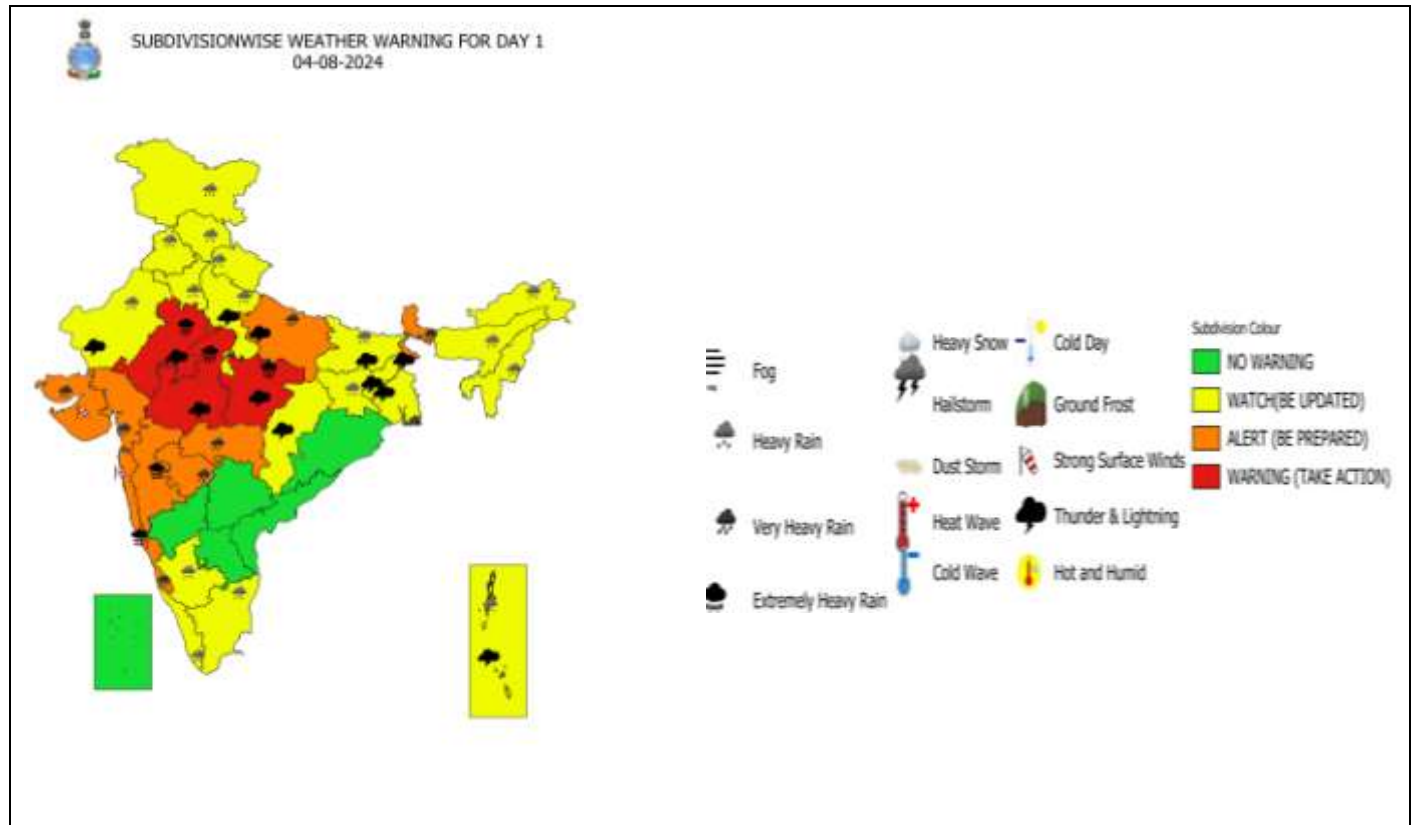 SUBDIVISIONWISE WEATHER WARNING FOR DAY 1
04-08-2024
Fog
Heavy Rain
Very Heavy Rain
Extremely Heavy Rain
Heavy Snow
Hailstorm
Dust Storm
Heat Wave
Cold Wave
Cold Day
Ground Frost
Strong Surface Winds
Thunder & Lightning
Hot and Humid
Subdivision Colour
NO WARNING
WATCH(BE UPDATED)
ALERT (BE PREPARED)
WARNING (TAKE ACTION)